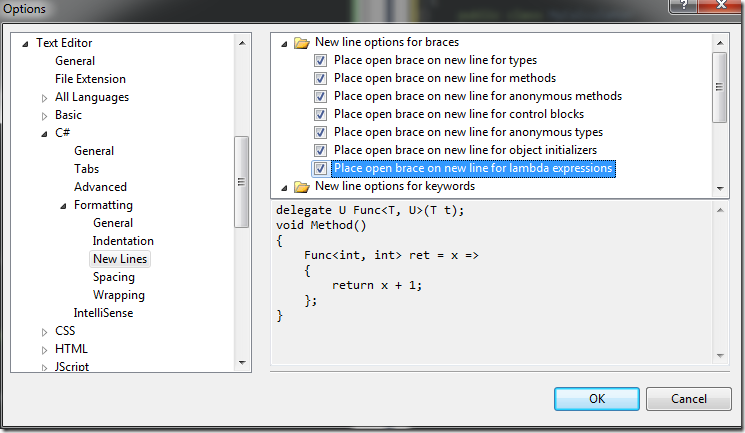 Options
Text Editor
General
File Extension
All Languages
Basic
C#
General
Tabs
Advanced
Formatting
General
Indentation
New Lines
Spacing
Wrapping
IntelliSense
CSS
HTML
JScript
New line options for braces
Place open brace on new line for types
Place open brace on new line for methods
Place open brace on new line for anonymous methods
Place open brace on new line for control blocks
Place open brace on new line for anonymous types
Place open brace on new line for object initializers
Place open brace on new line for lambda expressions
New line options for keywords
delegate U Func<T, U>(T t);
void Method()
{
    Func<int, int> ret = x =>
    {
        return x + 1;
    };
}
OK
Cancel